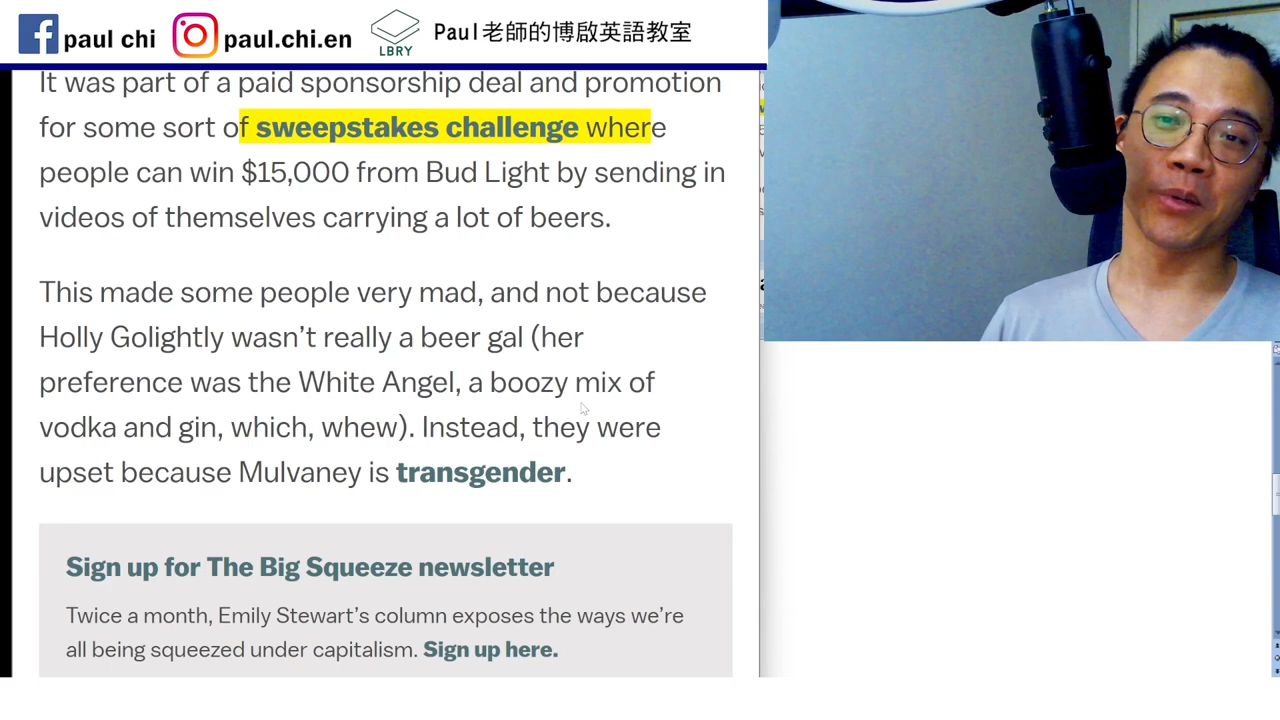 paul chi
paul.chi.en
LBRY
Paul老師的博啟英語教室
It was part of a paid sponsorship deal and promotion
for some sort of sweepstakes challenge where
people can win $15,000 from Bud Light by sending in
videos of themselves carrying a lot of beers.
This made some people very mad, and not because
Holly Golightly wasn't really a beer gal (her
preference was the White Angel, a boozy mix of
vodka and gin, which, whew). Instead, they were
upset because Mulvaney is transgender.
Sign up for The Big Squeeze newsletter
Twice a month, Emily Stewart's column exposes the ways we're
all being squeezed under capitalism. Sign up here.